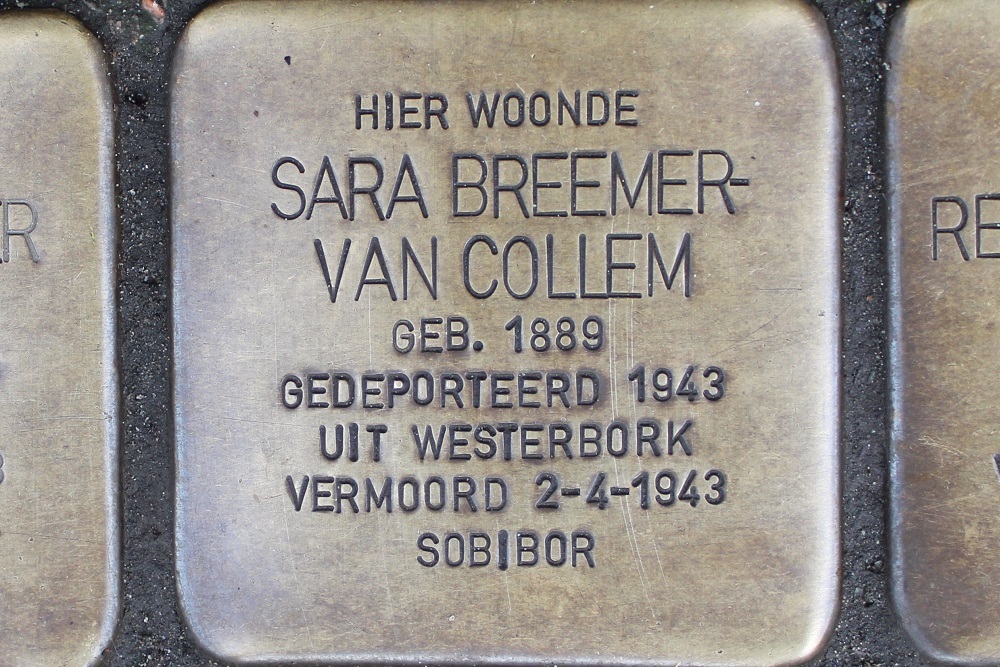 HIER WOONDE
SARA BREEMER-
VAN COLLEM
GEB. 1889
GEDEPORTEERD 1943
UIT WESTERBORK
VERMOORD 2-4-1943
SOBIBOR